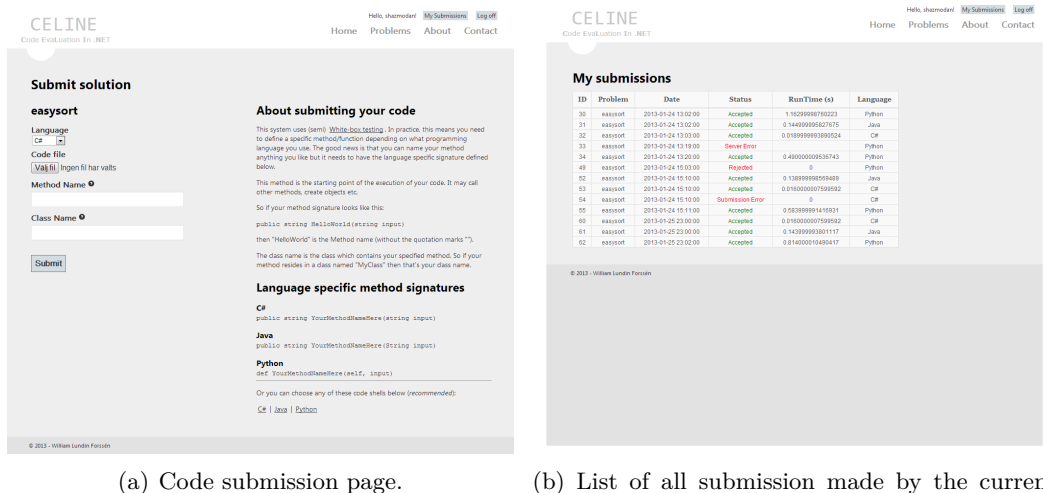 CELINE
Code EvaLuation In .NET
Hello, shazmodan! My Submissions Log off
Home Problems About Contact
Submit solution
easysort
Language
C#
Code file
Välj fil Ingen fil har valts
Method Name
Class Name
Submit
About submitting your code
This system uses (semi) White-box testing . In practice, this means you need
to define a specific method/function depending on what programming
language you use. The good news is that you can name your method
anything you like but it needs to have the language specific signature defined
below.
This method is the starting point of the execution of your code. It may call
other methods, create objects etc.
So if your method signature looks like this:
public string HelloWorld(string input)
then "HelloWorld" is the Method name (without the quotation marks "").
The class name is the class which contains your specified method. So if your
method resides in a class named "MyClass" then that's your class name.
Language specific method signatures
C#
public string YourMethodNameHere(string input)
Java
public string YourMethodNameHere(String input)
Python
def YourMethodNameHere(self, input)
Or you can choose any of these code shells below (recommended):
C# | Java | Python
© 2013 - William Lundin Forssén
(a) Code submission page.
CELINE
Code EvaLuation In .NET
Hello, shazmodan! My Submissions Log off
Home Problems About Contact
My submissions
ID Problem Date Status RunTime (s) Language
30 easysort 2013-01-24 13:02:00 Accepted 1.16299998760223 Python
31 easysort 2013-01-24 13:02:00 Accepted 0.144999995827675 Java
32 easysort 2013-01-24 13:03:00 Accepted 0.0189999993890524 C#
33 easysort 2013-01-24 13:19:00 Server Error Python
34 easysort 2013-01-24 13:20:00 Accepted 0.490000009536743 Python
49 easysort 2013-01-24 15:03:00 Rejected 0 Python
52 easysort 2013-01-24 15:10:00 Accepted 0.138999998569489 Java
53 easysort 2013-01-24 15:10:00 Accepted 0.0160000007599592 C#
54 easysort 2013-01-24 15:10:00 Submission Error 0 C#
55 easysort 2013-01-24 15:11:00 Accepted 0.583999991416931 Python
60 easysort 2013-01-25 23:00:00 Accepted 0.0160000007599592 C#
61 easysort 2013-01-25 23:00:00 Accepted 0.143999993801117 Java
62 easysort 2013-01-25 23:02:00 Accepted 0.814000010490417 Python
© 2013 - William Lundin Forssén
(b) List of all submission made by the curren